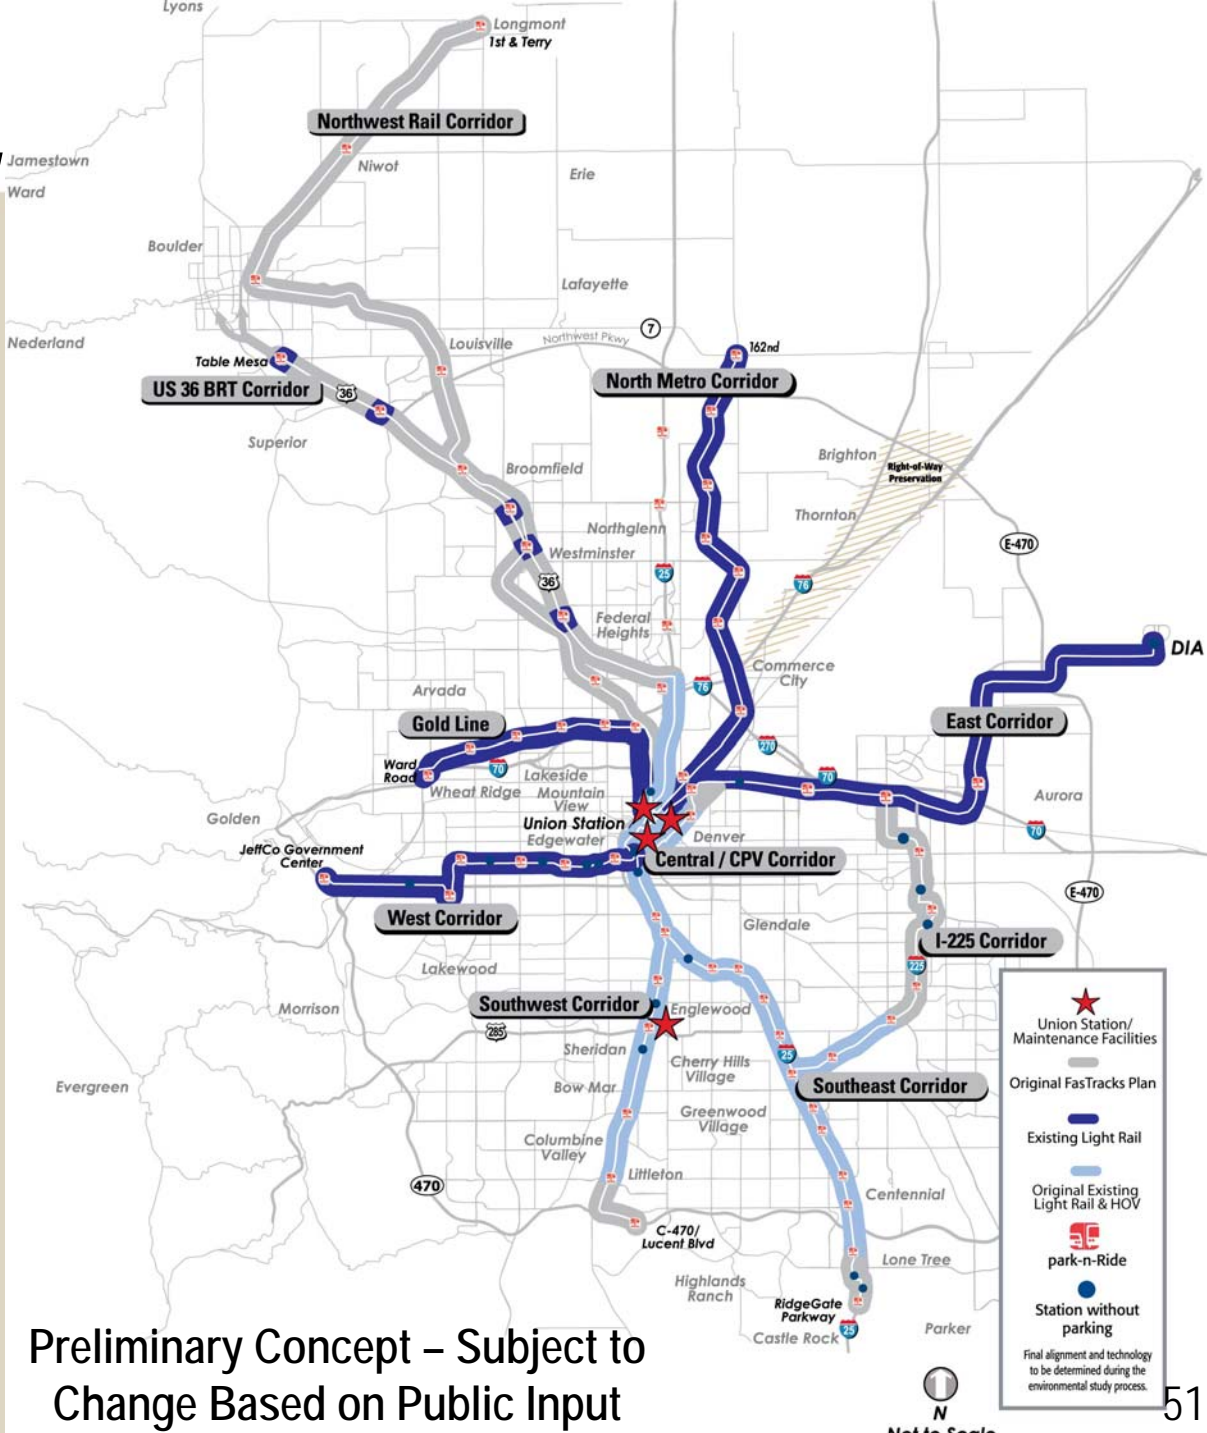 Lyons
Longmont
1st & Terry
Northwest Rail Corridor
Jamestown
Niwot
Erie
Ward
Boulder
Lafayette
7
Nederland
Louisville
Northwest Pkwy
162nd
Table Mesa
US 36 BRT Corridor
36
North Metro Corridor
Superior
Broomfield
Brighton
Right-of-Way
Preservation
Northglenn
Thornton
E-470
Westminster
36
25
76
Federal
Heights
DIA
Commerce
City
Arvada
76
Gold Line
East Corridor
270
Ward
Road
70
Lakeside
70
Wheat Ridge
Mountain
View
Aurora
Golden
Union Station
Edgewater
Denver
70
JeffCo Government
Center
Central / CPV Corridor
E-470
West Corridor
Glendale
I-225 Corridor
Lakewood
225
Morrison
Southwest Corridor
Englewood
285
Sheridan
25
Cherry Hills
Village
Evergreen
Bow Mar
Southeast Corridor
Greenwood
Village
Columbine
Valley
Littleton
470
Centennial
C-470/
Lucent Blvd
Lone Tree
Highlands
Ranch
RidgeGate
Parkway
25
Castle Rock
Parker
Union Station/
Maintenance Facilities
Original FasTracks Plan
Existing Light Rail
Original Existing
Light Rail & HOV
park-n-Ride
Station without
parking
Final alignment and technology
to be determined during the
environmental study process.
Preliminary Concept – Subject to
Change Based on Public Input
N
Not to Scale
51